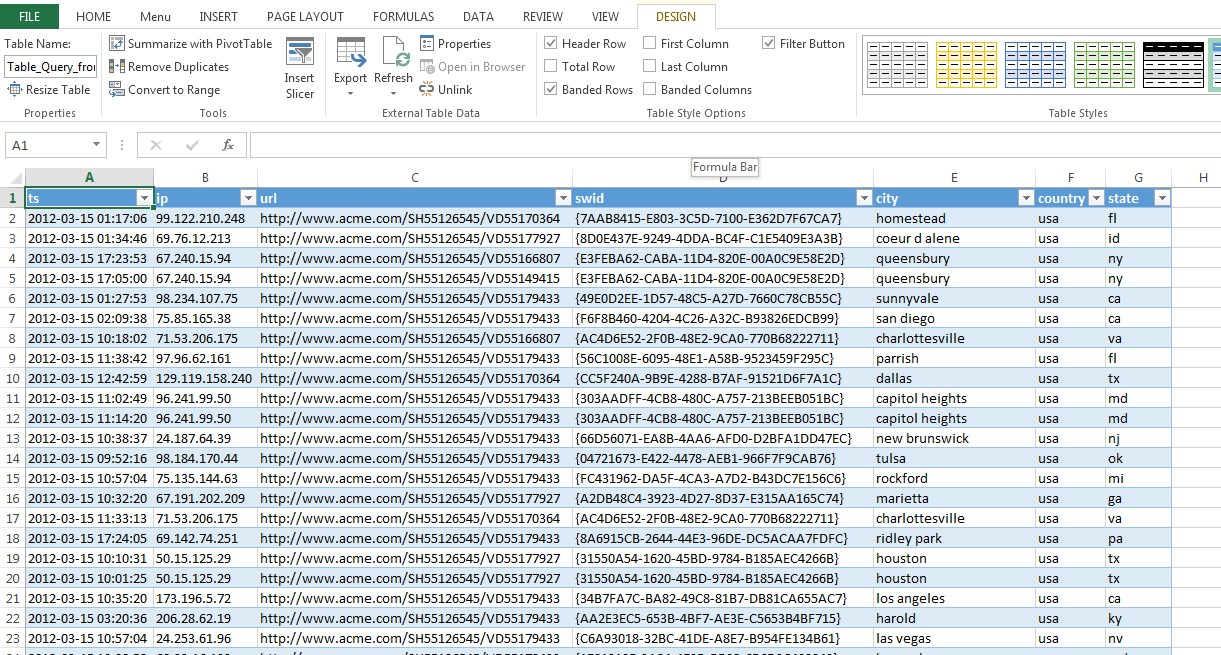 FILE HOME Menu INSERT PAGE LAYOUT FORMULAS DATA REVIEW VIEW DESIGN
Table Name: Summarize with PivotTable Properties Header Row First Column Filter Button
Table_Query_fro Remove Duplicates Insert Slicer Export Refresh Open in Browser Total Row Last Column
Resize Table Convert to Range Unlink Banded Rows Banded Columns
Properties Tools External Table Data Table Style Options Table Styles
A1 fx
Formula Bar
A B C D E F G H
1 ts ip url swid city country state
2 2012-03-15 01:17:06 99.122.210.248 http://www.acme.com/SH55126545/VD55170364 {7AAB8415-E803-3C5D-7100-E362D7F67CA7} homestead usa fl
3 2012-03-15 01:34:46 69.76.12.213 http://www.acme.com/SH55126545/VD55177927 {8D0E437E-9249-4DDA-BC4F-C1E5409E3A3B} coeur d alene usa id
4 2012-03-15 17:23:53 67.240.15.94 http://www.acme.com/SH55126545/VD55166807 {E3FEBA62-CABA-11D4-820E-00A0C9E58E2D} queensbury usa ny
5 2012-03-15 17:05:00 67.240.15.94 http://www.acme.com/SH55126545/VD55149415 {E3FEBA62-CABA-11D4-820E-00A0C9E58E2D} queensbury usa ny
6 2012-03-15 01:27:53 98.234.107.75 http://www.acme.com/SH55126545/VD55179433 {49E0D2EE-1D57-48C5-A27D-7660C78CB55C} sunnyvale usa ca
7 2012-03-15 02:09:38 75.85.165.38 http://www.acme.com/SH55126545/VD55179433 {F6F8B460-4204-4C26-A32C-B93826EDCB99} san diego usa ca
8 2012-03-15 10:18:02 71.53.206.175 http://www.acme.com/SH55126545/VD55166807 {AC4D6E52-2F0B-48E2-9CA0-770B68222711} charlottesville usa va
9 2012-03-15 11:38:42 97.96.62.161 http://www.acme.com/SH55126545/VD55179433 {56C1008E-6095-48E1-A58B-9523459F295C} parrish usa fl
10 2012-03-15 12:42:59 129.119.158.240 http://www.acme.com/SH55126545/VD55170364 {CC5F240A-9B9E-4288-B7AF-91521D6F7A1C} dallas usa tx
11 2012-03-15 11:02:49 96.241.99.50 http://www.acme.com/SH55126545/VD55179433 {303AADFF-4CB8-480C-A757-213BEEB051BC} capitol heights usa md
12 2012-03-15 11:14:20 96.241.99.50 http://www.acme.com/SH55126545/VD55179433 {303AADFF-4CB8-480C-A757-213BEEB051BC} capitol heights usa md
13 2012-03-15 10:38:37 24.187.64.39 http://www.acme.com/SH55126545/VD55179433 {66D56071-EA8B-4AA6-AFD0-D2BFA1DD47EC} new brunswick usa nj
14 2012-03-15 09:52:16 98.184.170.44 http://www.acme.com/SH55126545/VD55179433 {04721673-E422-4478-AEB1-966F7F9CAB76} tulsa usa ok
15 2012-03-15 10:57:04 75.135.144.63 http://www.acme.com/SH55126545/VD55179433 {FC431962-DA5F-4CA3-A7D2-B43DC7E156C6} rockford usa mi
16 2012-03-15 10:32:20 67.191.202.209 http://www.acme.com/SH55126545/VD55177927 {A2DB48C4-3923-4D27-8D37-E315AA165C74} marietta usa ga
17 2012-03-15 11:33:13 71.53.206.175 http://www.acme.com/SH55126545/VD55170364 {AC4D6E52-2F0B-48E2-9CA0-770B68222711} charlottesville usa va
18 2012-03-15 17:24:05 69.142.74.251 http://www.acme.com/SH55126545/VD55179433 {8A6915CB-2644-44E3-96DE-DC5ACAA7FDFC} ridley park usa pa
19 2012-03-15 10:10:31 50.15.125.29 http://www.acme.com/SH55126545/VD55177927 {31550A54-1620-45BD-9784-B185AEC4266B} houston usa tx
20 2012-03-15 10:01:25 50.15.125.29 http://www.acme.com/SH55126545/VD55177927 {31550A54-1620-45BD-9784-B185AEC4266B} houston usa tx
21 2012-03-15 10:35:20 173.196.5.72 http://www.acme.com/SH55126545/VD55179433 {34B7FA7C-BA82-49C8-81B7-DB81CA655AC7} los angeles usa ca
22 2012-03-15 03:20:36 206.28.62.19 http://www.acme.com/SH55126545/VD55179433 {AA2E3EC5-653B-4BF7-AE3E-C5653B4BF715} harold usa ky
23 2012-03-15 10:57:04 24.253.61.96 http://www.acme.com/SH55126545/VD55179433 {C6A93018-32BC-41DE-A8E7-B954FE134B61} las vegas usa nv